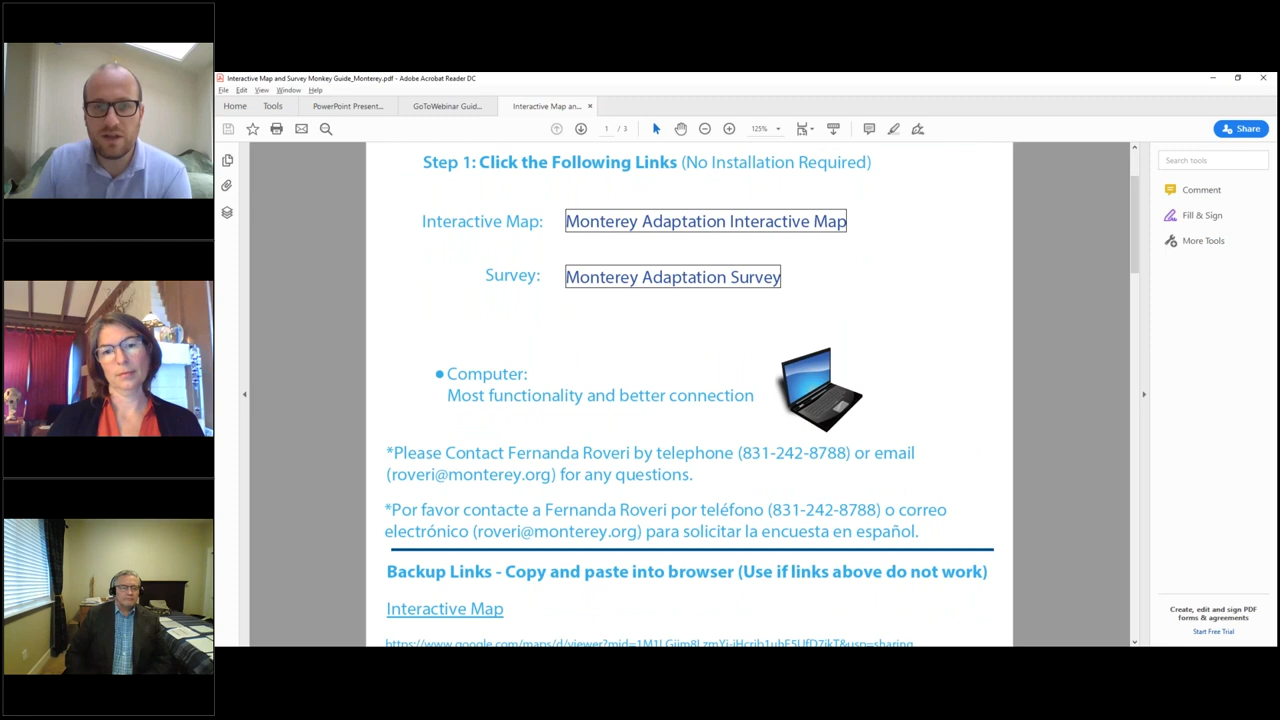 Interactive Map and Survey Monkey Guide_Monterey.pdf - Adobe Acrobat Reader DC
File Edit View Window Help
Home Tools PowerPoint Present... GoToWebinar Guid... Interactive Map an... ×
1 / 3 125% Share
Step 1: Click the Following Links (No Installation Required)
Interactive Map: Monterey Adaptation Interactive Map
Survey: Monterey Adaptation Survey
Computer:
Most functionality and better connection
*Please Contact Fernanda Roveri by telephone (831-242-8788) or email
(roveri@monterey.org) for any questions.
*Por favor contacte a Fernanda Roveri por teléfono (831-242-8788) o correo
electrónico (roveri@monterey.org) para solicitar la encuesta en español.
Backup Links - Copy and paste into browser (Use if links above do not work)
Interactive Map
Search tools
Comment
Fill & Sign
More Tools
Create, edit and sign PDF
forms & agreements
Start Free Trial